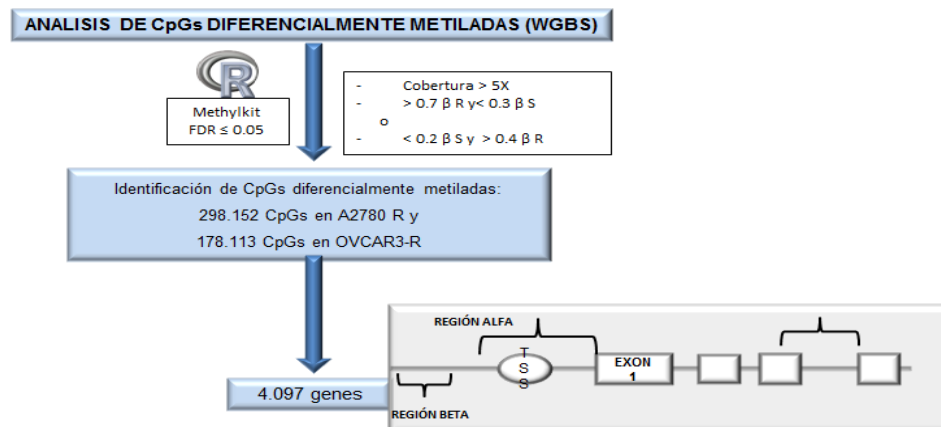 ANALISIS DE CpGs DIFERENCIALMENTE METILADAS (WGBS)
R
Methylkit
FDR ≤ 0.05
- Cobertura > 5X
- > 0.7 β R y< 0.3 β S
o
- < 0.2 β S y > 0.4 β R
Identificación de CpGs diferencialmente metiladas:
298.152 CpGs en A2780 R y
178.113 CpGs en OVCAR3-R
4.097 genes
REGIÓN ALFA
TSS
EXON
1
REGIÓN BETA